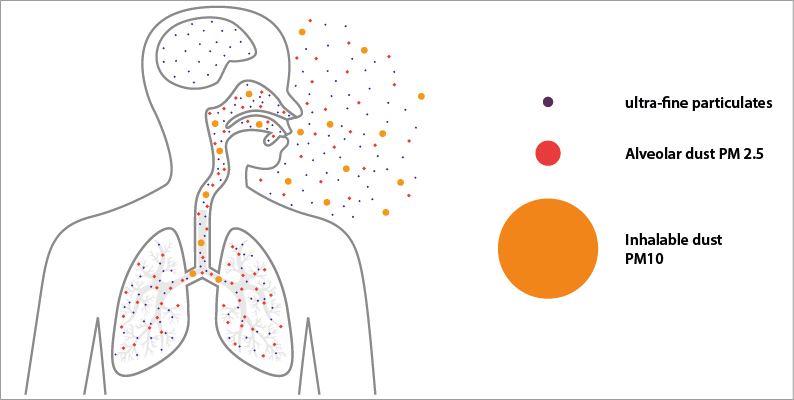 ultra-fine particulates
Alveolar dust PM 2.5
Inhalable dust
PM10